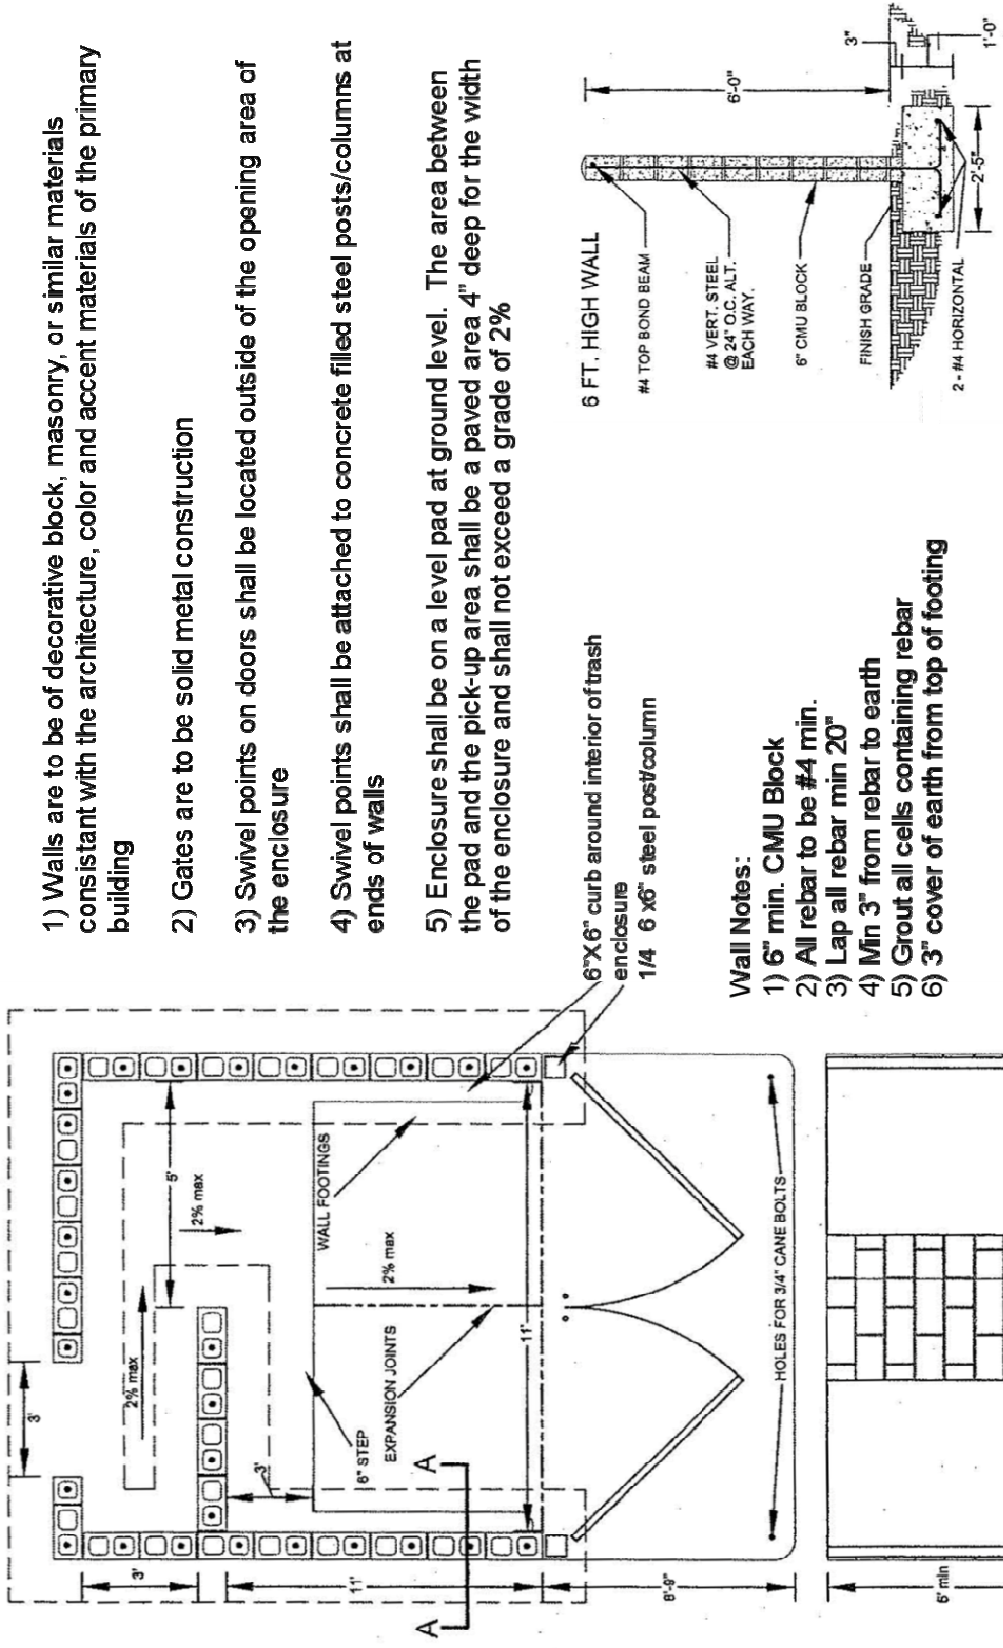 1) Walls are to be of decorative block, masonry, or similar materials
consistant with the architecture, color and accent materials of the primary
building
2) Gates are to be solid metal construction
3) Swivel points on doors shall be located outside of the opening area of
the enclosure
4) Swivel points shall be attached to concrete filled steel posts/columns at
ends of walls
5) Enclosure shall be on a level pad at ground level. The area between
the pad and the pick-up area shall be a paved area 4" deep for the width
of the enclosure and shall not exceed a grade of 2%
6"X6" curb around interior of trash
enclosure
1/4 6 x6" steel post/column
Wall Notes:
1) 6" min. CMU Block
2) All rebar to be #4 min.
3) Lap all rebar min 20"
4) Min 3" from rebar to earth
5) Grout all cells containing rebar
6) 3" cover of earth from top of footing
6 FT. HIGH WALL
#4 TOP BOND BEAM
#4 VERT. STEEL
@ 24" O.C. ALT.
EACH WAY.
6" CMU BLOCK
FINISH GRADE
2 - #4 HORIZONTAL
6'-0"
3"
1'-0"
2'-5"
3'
2% max
5'
2% max
3'
WALL FOOTINGS
6" STEP
EXPANSION JOINTS
2% max
3'
11'
11'
A
A
8'-9"
HOLES FOR 3/4" CANE BOLTS
6' min